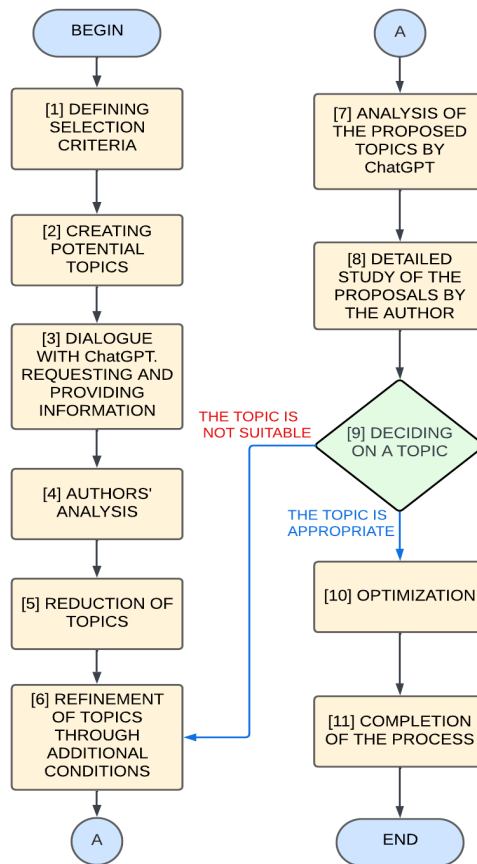 BEGIN
[1] DEFINING
SELECTION
CRITERIA
[2] CREATING
POTENTIAL
TOPICS
[3] DIALOGUE
WITH ChatGPT.
REQUESTING AND
PROVIDING
INFORMATION
[4] AUTHORS'
ANALYSIS
[5] REDUCTION OF
TOPICS
[6] REFINEMENT
OF TOPICS
THROUGH
ADDITIONAL
CONDITIONS
A
A
[7] ANALYSIS OF
THE PROPOSED
TOPICS BY
ChatGPT
[8] DETAILED
STUDY OF THE
PROPOSALS BY
THE AUTHOR
[9] DECIDING
ON A TOPIC
THE TOPIC IS
NOT SUITABLE
THE TOPIC IS
APPROPRIATE
[10] OPTIMIZATION
[11] COMPLETION
OF THE PROCESS
END